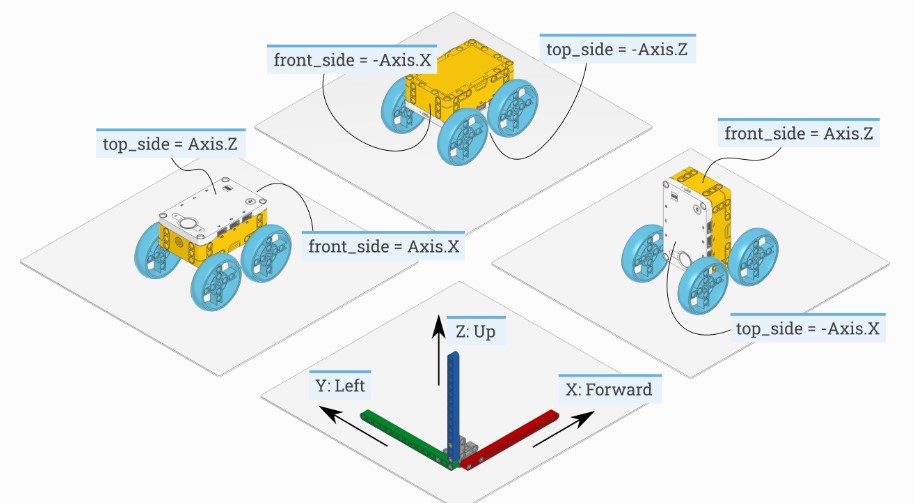 front_side = -Axis.X
top_side = -Axis.Z
top_side = Axis.Z
front_side = Axis.X
front_side = Axis.Z
top_side = -Axis.X
Z: Up
Y: Left
X: Forward